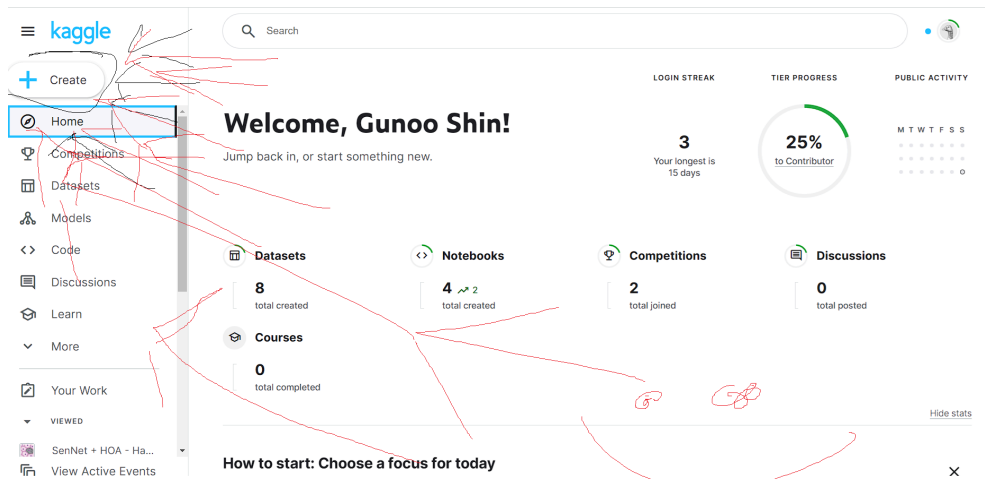 kaggle
Search
Create
LOGIN STREAK
TIER PROGRESS
PUBLIC ACTIVITY
Home
Welcome, Gunoo Shin!
3
25%
M T W T F S S
Competitions
Jump back in, or start something new.
Your longest is
to Contributor
15 days
Datasets
Models
Code
Datasets
Notebooks
Competitions
Discussions
Discussions
8
4
2
2
0
total created
total created
total joined
total posted
Learn
Courses
More
0
total completed
Your Work
Hide stats
VIEWED
SenNet + HOA - Ha...
How to start: Choose a focus for today
View Active Events